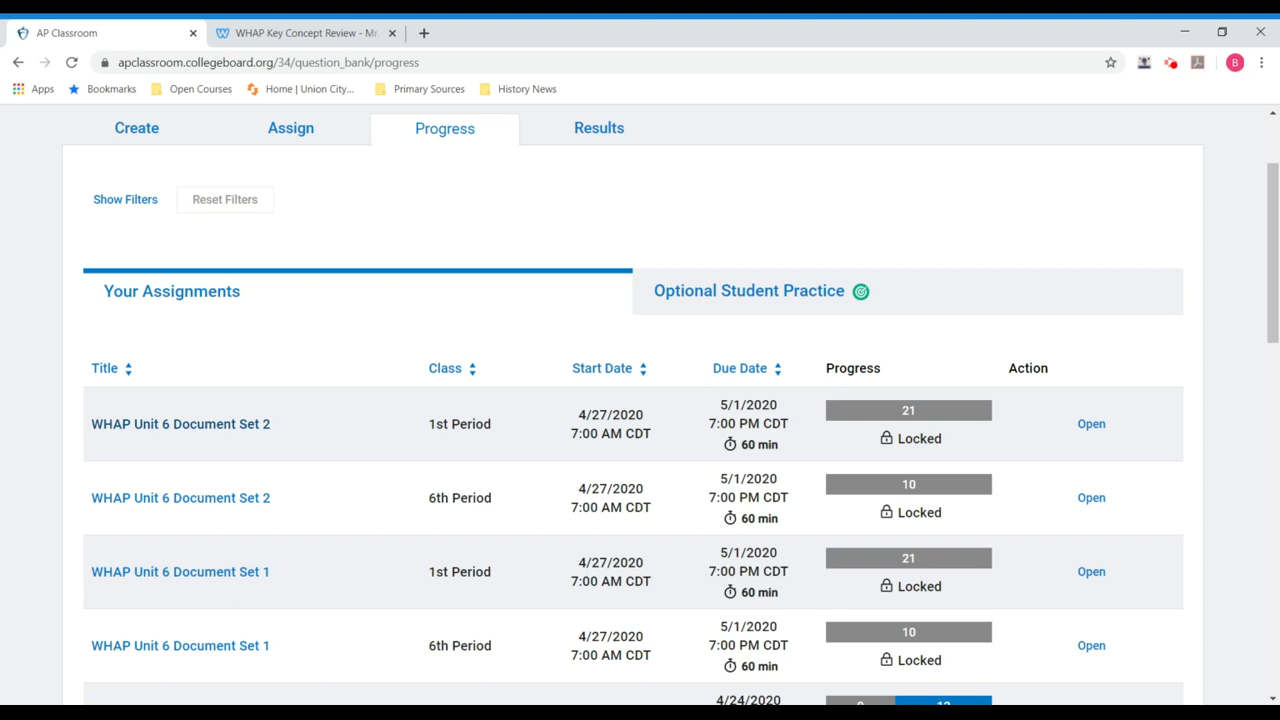 AP Classroom
WHAP Key Concept Review - Mr.
apclassroom.collegeboard.org/34/question_bank/progress
B
Apps Bookmarks Open Courses Home | Union City... Primary Sources History News
Create Assign Progress Results
Show Filters Reset Filters
Your Assignments Optional Student Practice
Title Class Start Date Due Date Progress Action
WHAP Unit 6 Document Set 2 1st Period 4/27/2020 7:00 AM CDT 5/1/2020 7:00 PM CDT 60 min 21 Locked Open
WHAP Unit 6 Document Set 2 6th Period 4/27/2020 7:00 AM CDT 5/1/2020 7:00 PM CDT 60 min 10 Locked Open
WHAP Unit 6 Document Set 1 1st Period 4/27/2020 7:00 AM CDT 5/1/2020 7:00 PM CDT 60 min 21 Locked Open
WHAP Unit 6 Document Set 1 6th Period 4/27/2020 7:00 AM CDT 5/1/2020 7:00 PM CDT 60 min 10 Locked Open
4/24/2020